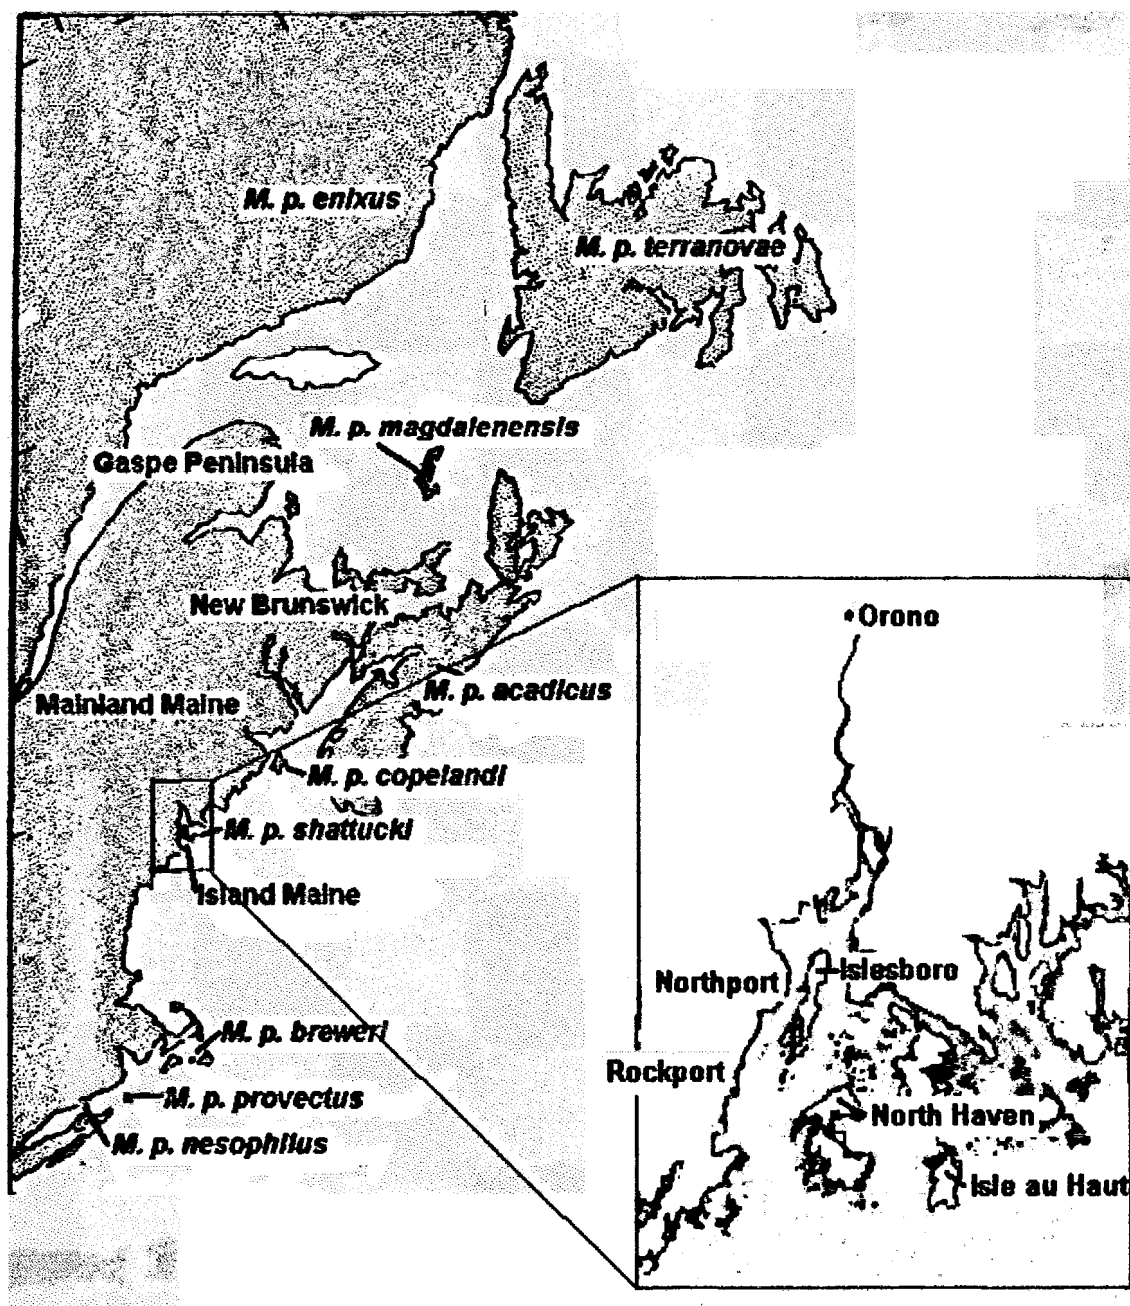 M. p. enixus
M. p. terranovae
M. p. magdalenensis
Gaspe Peninsula
New Brunswick
Orono
Mainland Maine
M. p. acadicus
M. p. copelandi
M. p. shattucki
Island Maine
Islesboro
Northport
M. p. breweri
Rockport
M. p. provectus
North Haven
M. p. nesophilus
Isle au Haut